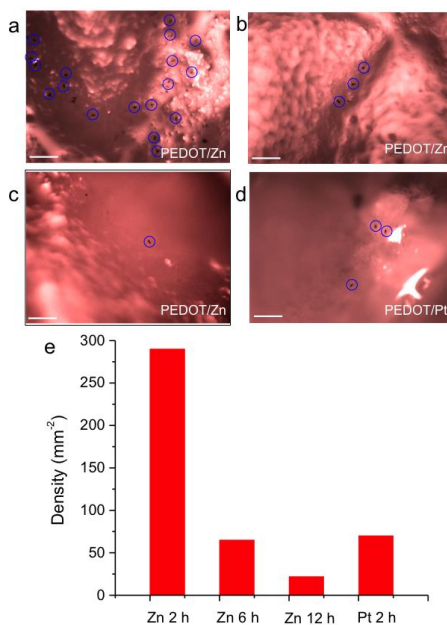 a
PEDOT/Zn
b
PEDOT/Zn
c
PEDOT/Zn
d
PEDOT/Pt
e
300
250
200
150
100
50
0
Density (mm-2)
Zn 2 h Zn 6 h Zn 12 h Pt 2 h